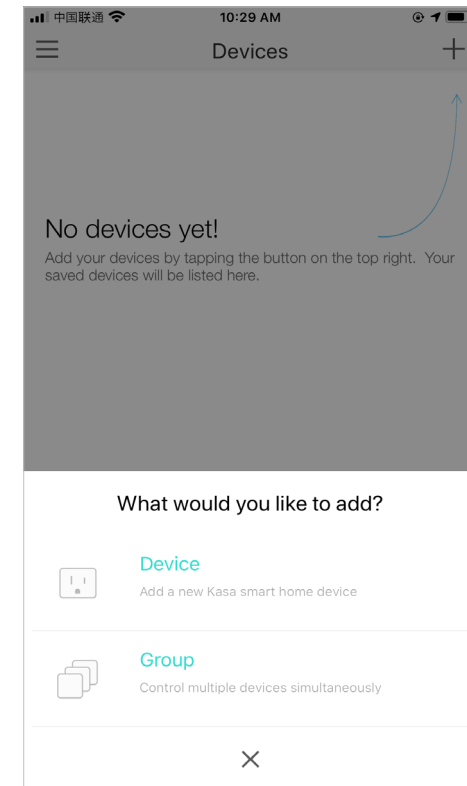 中国联通 10:29 AM
Devices
No devices yet!
Add your devices by tapping the button on the top right. Your
saved devices will be listed here.
What would you like to add?
Device
Add a new Kasa smart home device
Group
Control multiple devices simultaneously